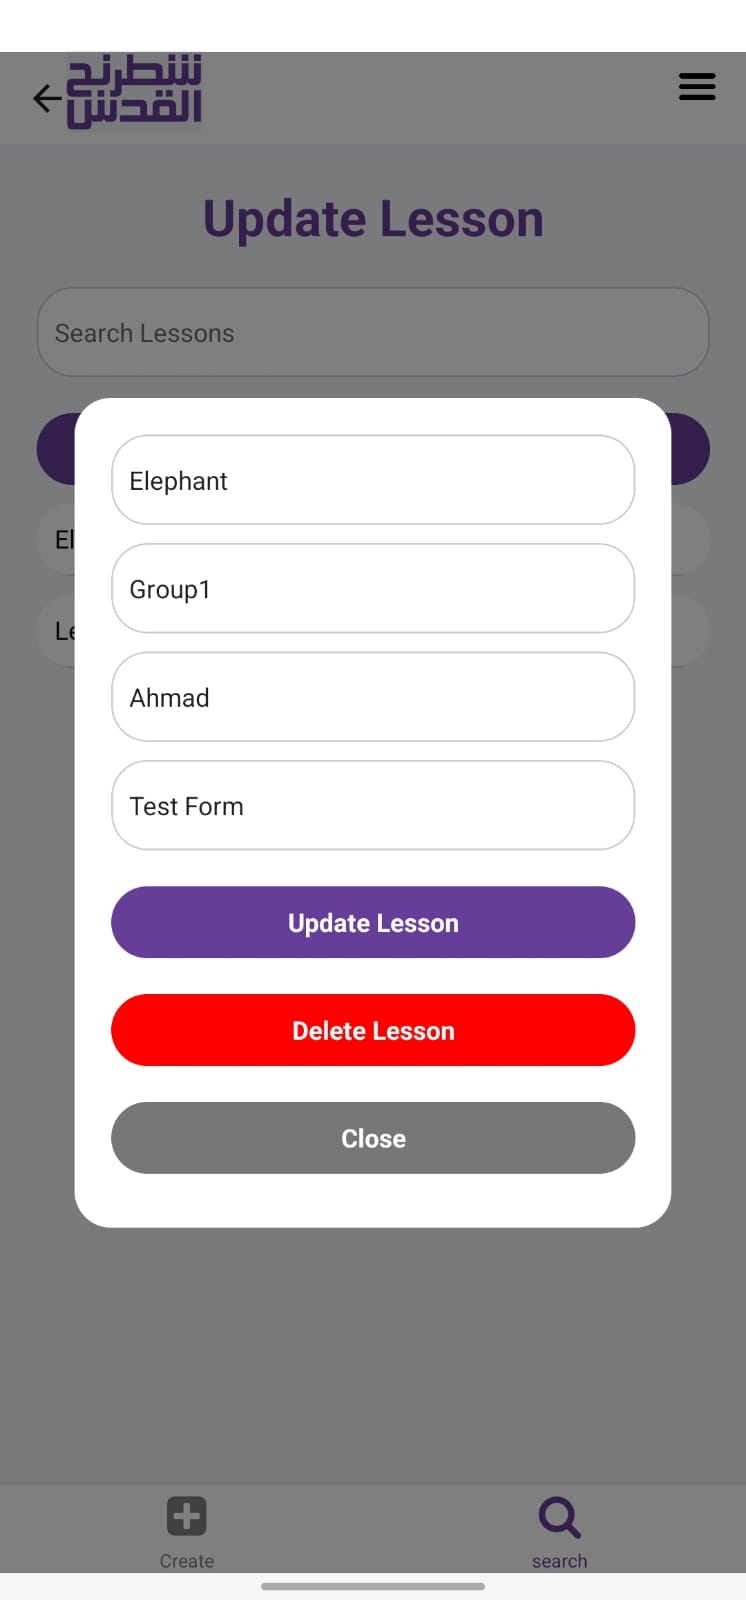 شطرنج
القدس
Update Lesson
Search Lessons
El
Le
Elephant
Group1
Ahmad
Test Form
Update Lesson
Delete Lesson
Close
Create
search